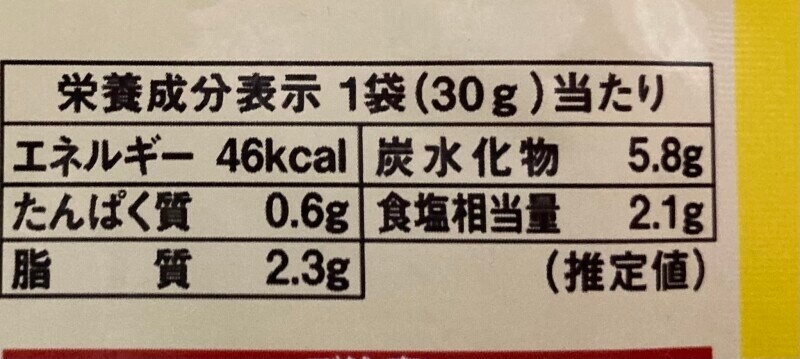 栄養成分表示 1袋(30g)当たり
エネルギー 46kcal 炭水化物 5.8g
たんぱく質 0.6g 食塩相当量 2.1g
脂質 2.3g (推定値)